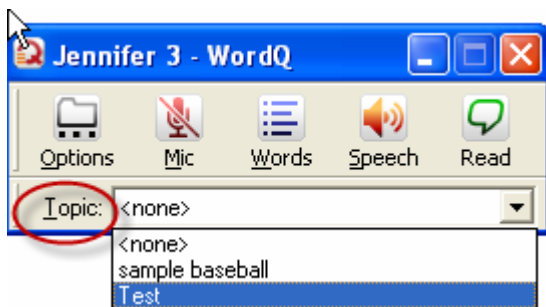 Jennifer 3 - WordQ
Options Mic Words Speech Read
Topic: <none>
<none>
sample baseball
Test